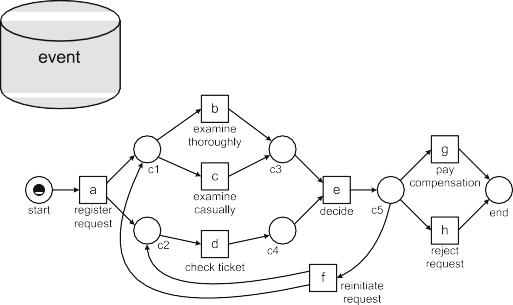 event
b
examine
thoroughly
g
pay
compensation
c1
c3
c
examine
casually
a
register
request
start
e
decide
c5
end
c2
d
check ticket
c4
h
reject
request
f
reinitiate
request